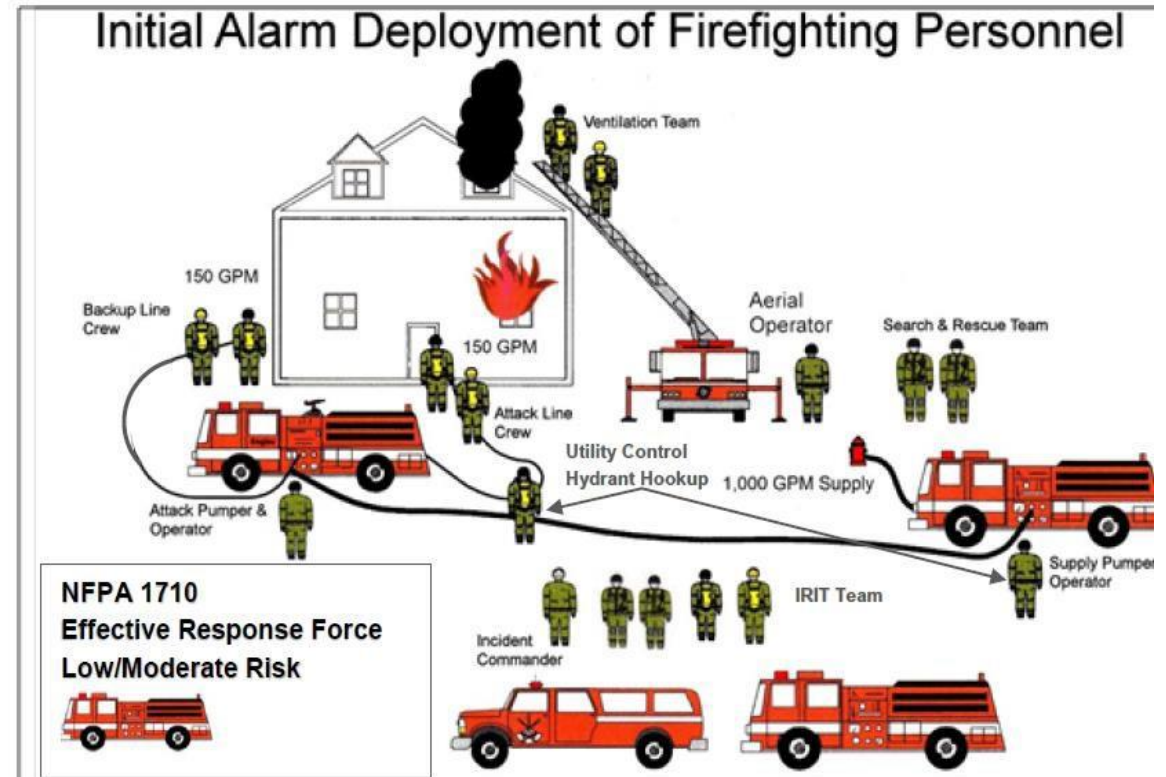 Initial Alarm Deployment of Firefighting Personnel
Ventilation Team
150 GPM
Backup Line
Crew
150 GPM
Aerial
Operator
Search & Rescue Team
Attack Line
Crew
Utility Control
Hydrant Hookup
1,000 GPM Supply
Attack Pumper &
Operator
Supply Pumper
Operator
IRIT Team
Incident
Commander
NFPA 1710
Effective Response Force
Low/Moderate Risk